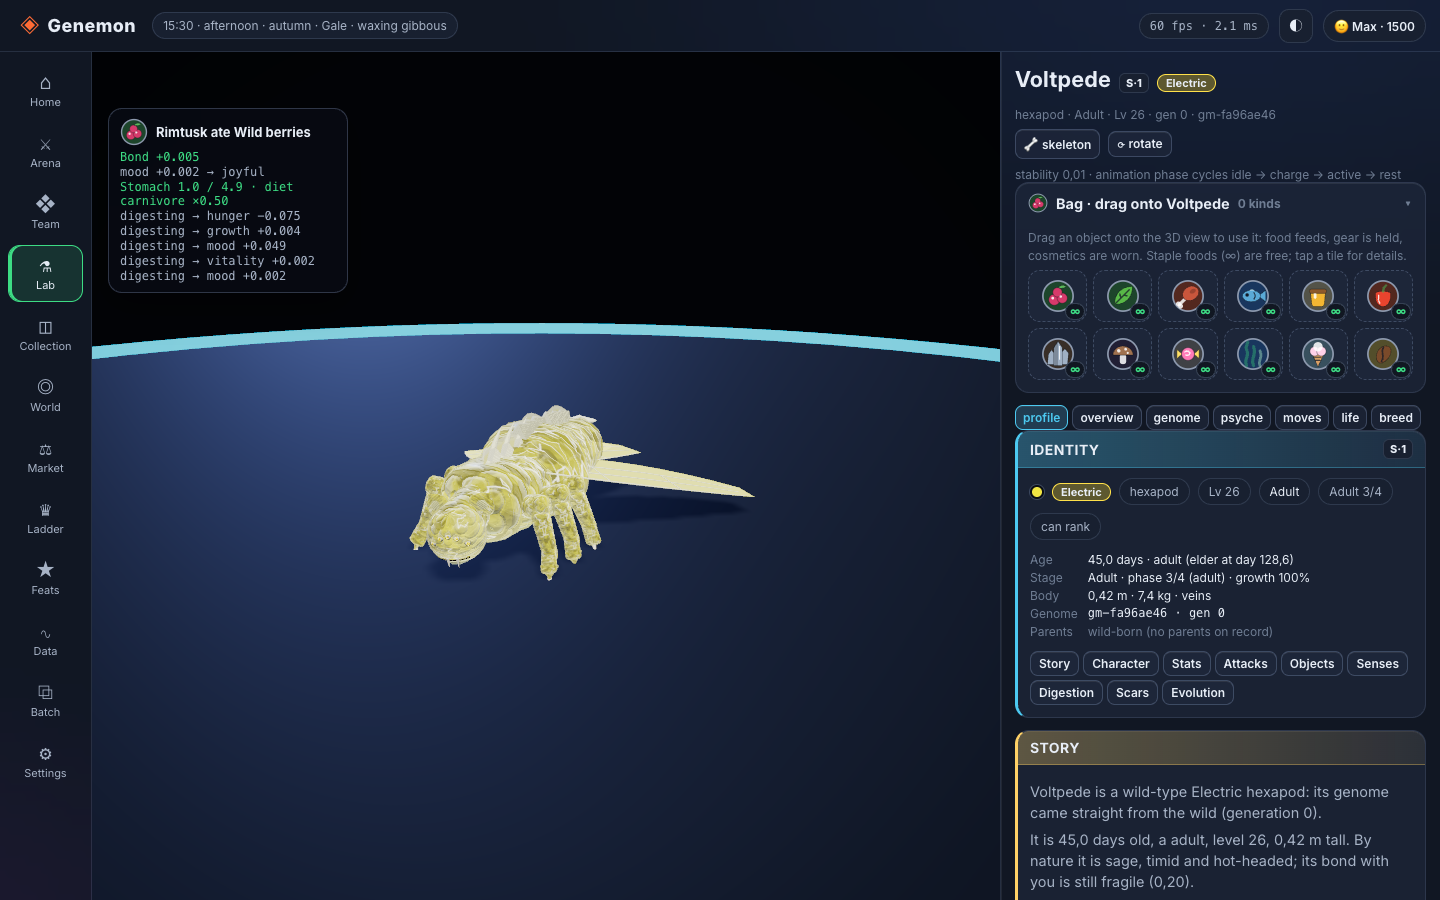 Genemon
15:30 · afternoon · autumn · Gale · waxing gibbous
60 fps · 2.1 ms
Max · 1500
Home
Arena
Team
Lab
Collection
World
Market
Ladder
Feats
Data
Batch
Settings
Rimtusk ate Wild berries
Bond +0.005
mood +0.002 → joyful
Stomach 1.0 / 4.9 · diet
carnivore ×0.50
digesting → hunger −0.075
digesting → growth +0.004
digesting → mood +0.049
digesting → vitality +0.002
digesting → mood +0.002
Voltpede S·1 Electric
hexapod · Adult · Lv 26 · gen 0 · gm-fa96ae46
skeleton ⟳ rotate
stability 0,01 · animation phase cycles idle → charge → active → rest
Bag · drag onto Voltpede 0 kinds ▾
Drag an object onto the 3D view to use it: food feeds, gear is held,
cosmetics are worn. Staple foods (∞) are free; tap a tile for details.
∞ ∞ ∞ ∞ ∞ ∞
∞ ∞ ∞ ∞ ∞ ∞
profile overview genome psyche moves life breed
IDENTITY S·1
Electric hexapod Lv 26 Adult Adult 3/4
can rank
Age 45,0 days · adult (elder at day 128,6)
Stage Adult · phase 3/4 (adult) · growth 100%
Body 0,42 m · 7,4 kg · veins
Genome gm-fa96ae46 · gen 0
Parents wild-born (no parents on record)
Story Character Stats Attacks Objects Senses
Digestion Scars Evolution
STORY
Voltpede is a wild-type Electric hexapod: its genome
came straight from the wild (generation 0).
It is 45,0 days old, a adult, level 26, 0,42 m tall. By
nature it is sage, timid and hot-headed; its bond with
you is still fragile (0,20).